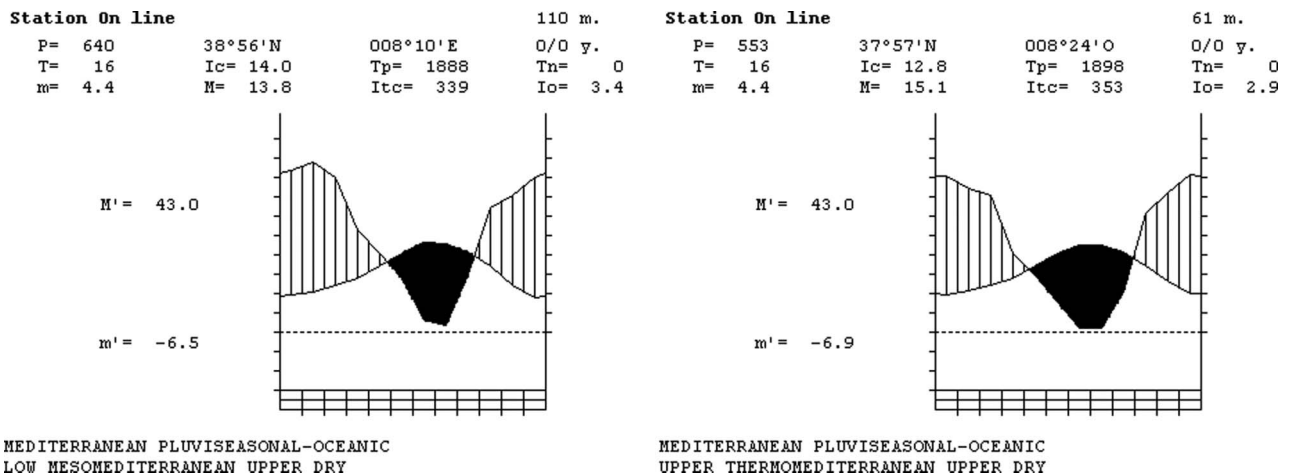 Station On line 110 m.
P= 640 38°56'N 008°10'E 0/0 y.
T= 16 Ic= 14.0 Tp= 1888 Tn= 0
m= 4.4 M= 13.8 Itc= 339 Io= 3.4
M'= 43.0
m'= -6.5
MEDITERRANEAN PLUVISEASONAL-OCEANIC
LOW MESOMEDITERRANEAN UPPER DRY
Station On line 61 m.
P= 553 37°57'N 008°24'O 0/0 y.
T= 16 Ic= 12.8 Tp= 1898 Tn= 0
m= 4.4 M= 15.1 Itc= 353 Io= 2.9
M'= 43.0
m'= -6.9
MEDITERRANEAN PLUVISEASONAL-OCEANIC
UPPER THERMOMEDITERRANEAN UPPER DRY